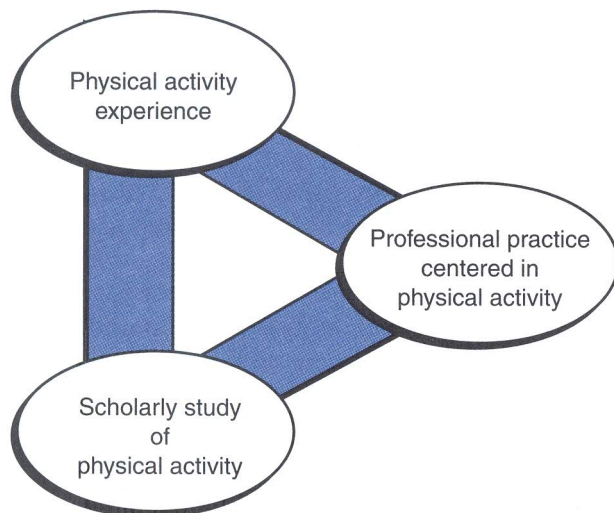 Physical activity
experience
Professional practice
centered in
physical activity
Scholarly study
of
physical activity